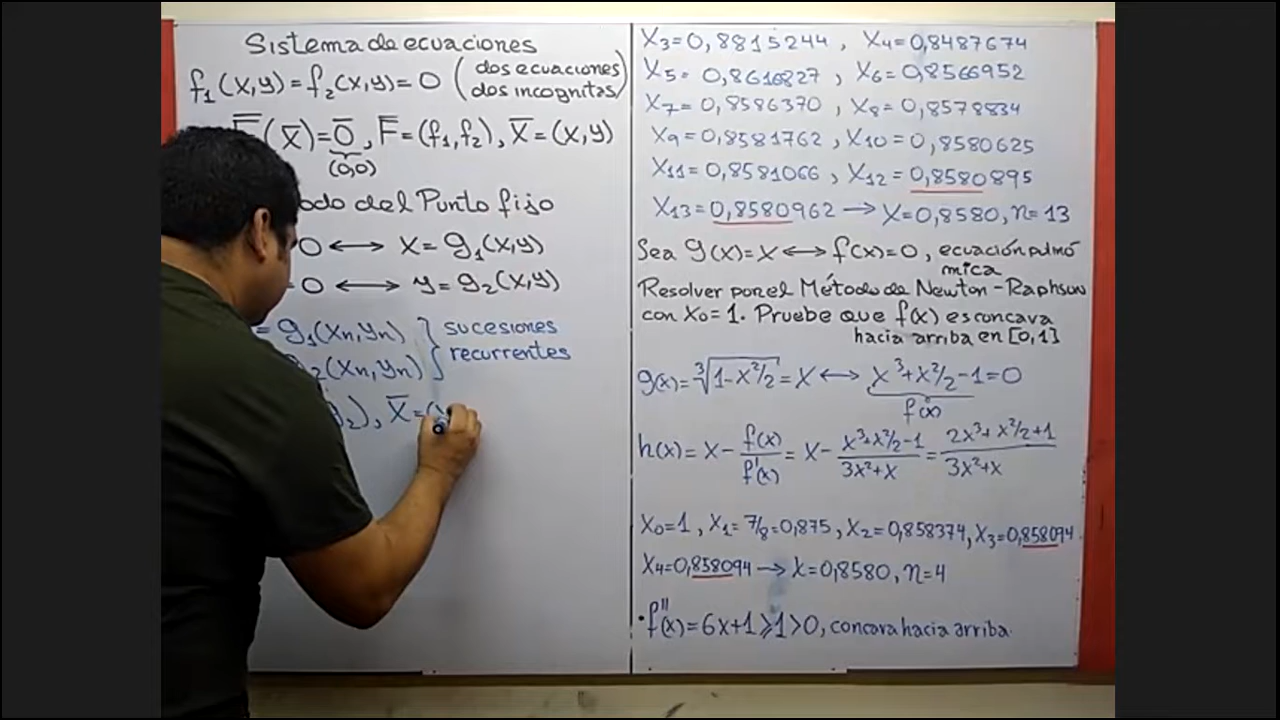 Sistema de ecuaciones
f₁(x,y)=f₂(x,y)=0 (dos ecuaciones
dos incognitas)
F̅(x̅)=0̅, F̅=(f₁,f₂), x̅=(x,y)
(0,0)
odo del Punto fijo
0 ⟷ x=g₁(x,y)
=0 ⟷ y=g₂(x,y)
= g₁(xn,yn) } sucesiones
g₂(xn,yn) } recurrentes
g₂), x̅=(x
X₃=0,8815244, X₄=0,8487674
X₅=0,8616827, X₆=0,8566952
X₇=0,8586370, X₈=0,8578834
X₉=0,8581762, X₁₀=0,8580625
X₁₁=0,8581066, X₁₂=0,8580895
X₁₃=0,8580962 → X=0,8580, n=13
Sea g(x)=x ⟷ f(x)=0, ecuación pulmó
mica
Resolver por el Método de Newton-Raphson
con X₀=1. Pruebe que f(x) es concava
hacia arriba en [0,1]
g(x)=∛(1-x²/2)=x ⟷ x³+x²/2-1=0
f(x)
h(x)=x-f(x)/f'(x)=x-(x³+x²/2-1)/(3x²+x)=(2x³+x²/2+1)/(3x²+x)
X₀=1, X₁=7/8=0,875, X₂=0,858374, X₃=0,858094
X₄=0,858094 → X=0,8580, n=4
• f''(x)=6x+1⩾1>0, concava hacia arriba.